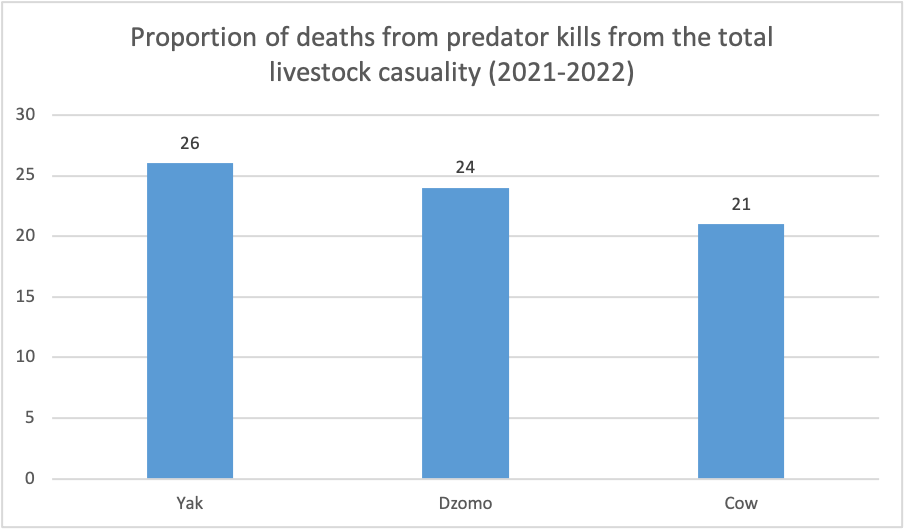 Proportion of deaths from predator kills from the total
livestock casuality (2021-2022)
30
25
20
15
10
5
0
26
24
21
Yak
Dzomo
Cow